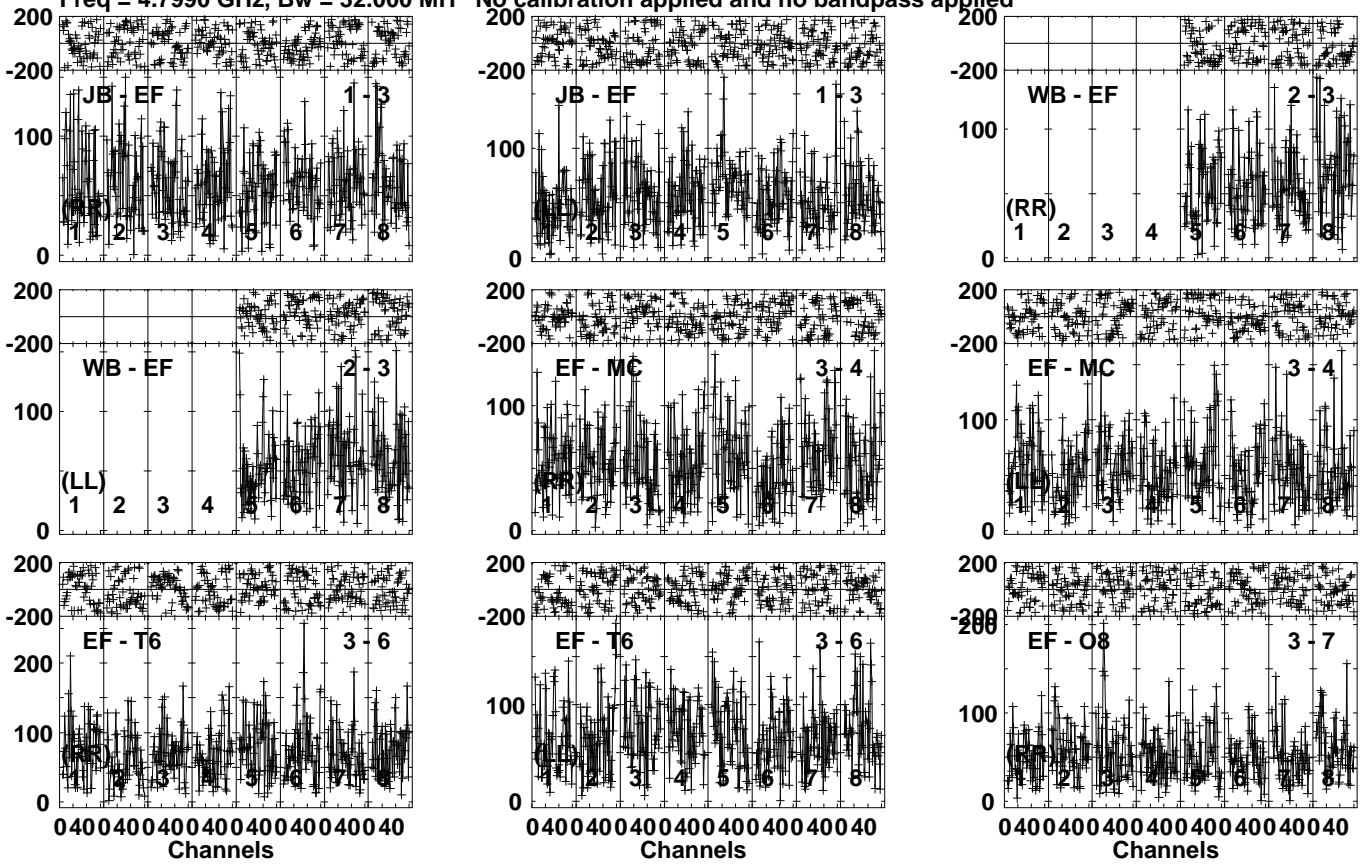 Freq = 4.7990 GHz, Bw = 32.000 MH No calibration applied and no bandpass applied
200 200 200
-200 -200 -200
JB - EF 1 - 3 JB - EF 1 - 3 WB - EF 2 - 3
100 100 100
(RR) (LL) (RR)
1 2 3 4 5 6 7 8 1 2 3 4 5 6 7 8 1 2 3 4 5 6 7 8
0 0 0
200 200 200
-200 -200 -200
WB - EF 2 - 3 EF - MC 3 - 4 EF - MC 3 - 4
100 100 100
(LL) (RR) (LL)
1 2 3 4 5 6 7 8 1 2 3 4 5 6 7 8 1 2 3 4 5 6 7 8
0 0 0
200 200 200
-200 -200 -200
200
EF - T6 3 - 6 EF - T6 3 - 6 EF - O8 3 - 7
200
100 100 100
(RR) (LL) (RR)
1 2 3 4 5 6 7 8 1 2 3 4 5 6 7 8 1 2 3 4 5 6 7 8
0 0 0
0 40 0 40 0 40 0 40 0 40 0 40 0 40 0 40 0 40 0 40 0 40 0 40 0 40 0 40 0 40 0 40 0 40 0 40 0 40 0 40 0 40 0 40 0 40 0 40
Channels Channels Channels